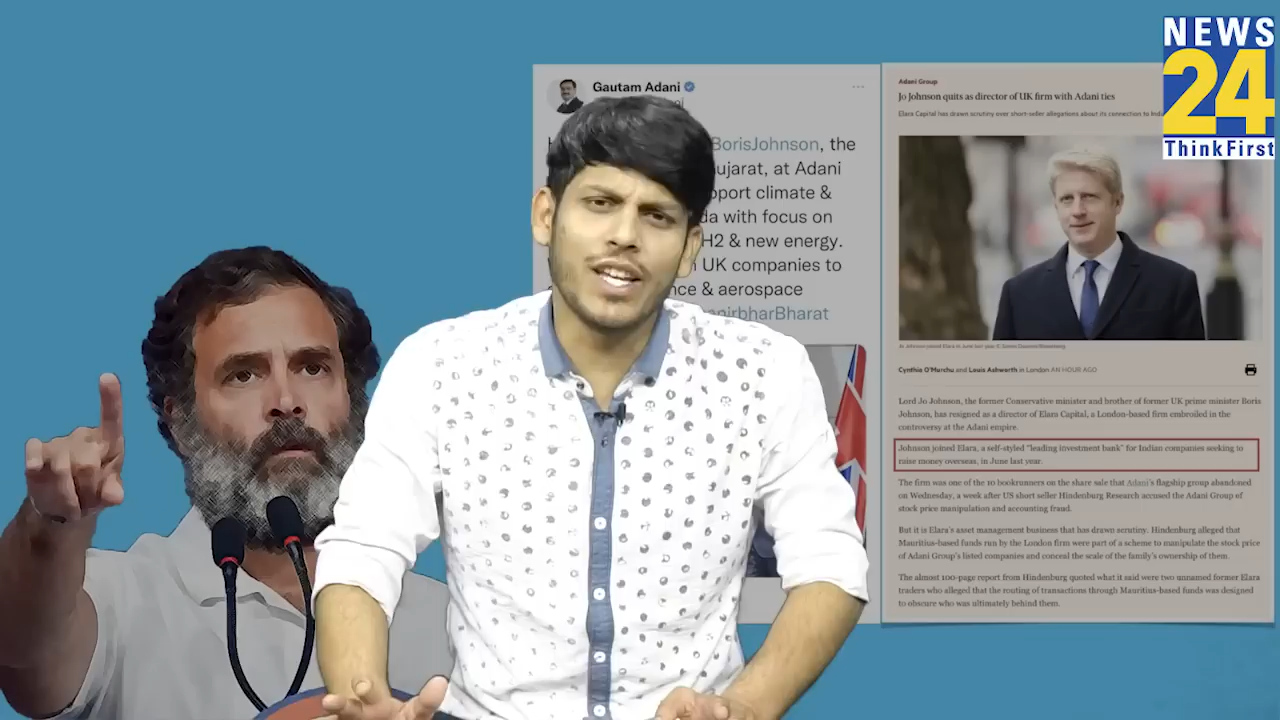 NEWS
24
ThinkFirst
Gautam Adani
BorisJohnson, the
ujarat, at Adani
pport climate &
da with focus on
H2 & new energy.
UK companies to
nce & aerospace
anirbharBharat
Adani Group
Jo Johnson quits as director of UK firm with Adani ties
Elara Capital has drawn scrutiny over short-seller allegations about its connection to Indi
Jo Johnson joined Elara in June last year
Cynthia O'Murchu and Louis Ashworth in London AN HOUR AGO
Lord Jo Johnson, the former Conservative minister and brother of former UK prime minister Boris
Johnson, has resigned as a director of Elara Capital, a London-based firm embroiled in the
controversy at the Adani empire.
Johnson joined Elara, a self-styled "leading investment bank" for Indian companies seeking to
raise money overseas, in June last year.
The firm was one of the 10 bookrunners on the share sale that Adani's flagship group abandoned
on Wednesday, a week after US short seller Hindenburg Research accused the Adani Group of
stock price manipulation and accounting fraud.
But it is Elara's asset management business that has drawn scrutiny. Hindenburg alleged that
Mauritius-based funds run by the London firm were part of a scheme to manipulate the stock price
of Adani Group's listed companies and conceal the scale of the family's ownership of them.
The almost 100-page report from Hindenburg quoted what it said were two unnamed former Elara
traders who alleged that the routing of transactions through Mauritius-based funds was designed
to obscure who was ultimately behind them.